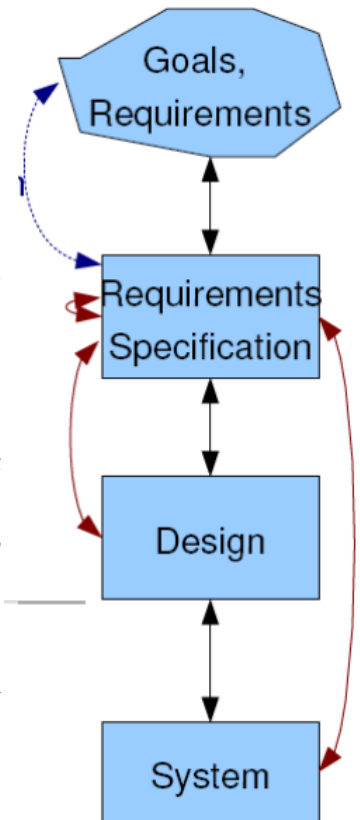 Goals,
Requirements
Requirements
Specification
Design
System